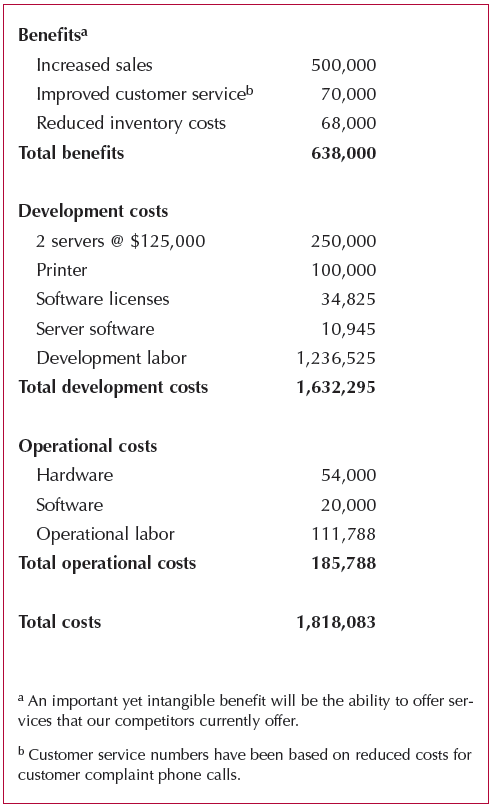 Benefitsa
Increased sales 500,000
Improved customer serviceb 70,000
Reduced inventory costs 68,000
Total benefits 638,000
Development costs
2 servers @ $125,000 250,000
Printer 100,000
Software licenses 34,825
Server software 10,945
Development labor 1,236,525
Total development costs 1,632,295
Operational costs
Hardware 54,000
Software 20,000
Operational labor 111,788
Total operational costs 185,788
Total costs 1,818,083
a An important yet intangible benefit will be the ability to offer ser-
vices that our competitors currently offer.
b Customer service numbers have been based on reduced costs for
customer complaint phone calls.